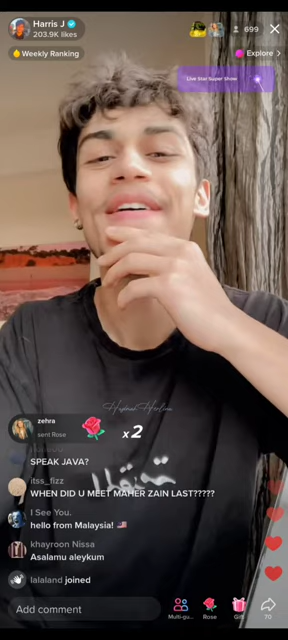 Harris J
203.9K likes
699
Weekly Ranking
Explore >
Live Star Super Show
zehra
sent Rose
x2
SPEAK JAVA?
itss_fizz
WHEN DID U MEET MAHER ZAIN LAST?????
I See You.
hello from Malaysia! 🇲🇾
khayroon Nissa
Asalamu aleykum
lalaland joined
Add comment
Multi-gu...
Rose
Gift
70